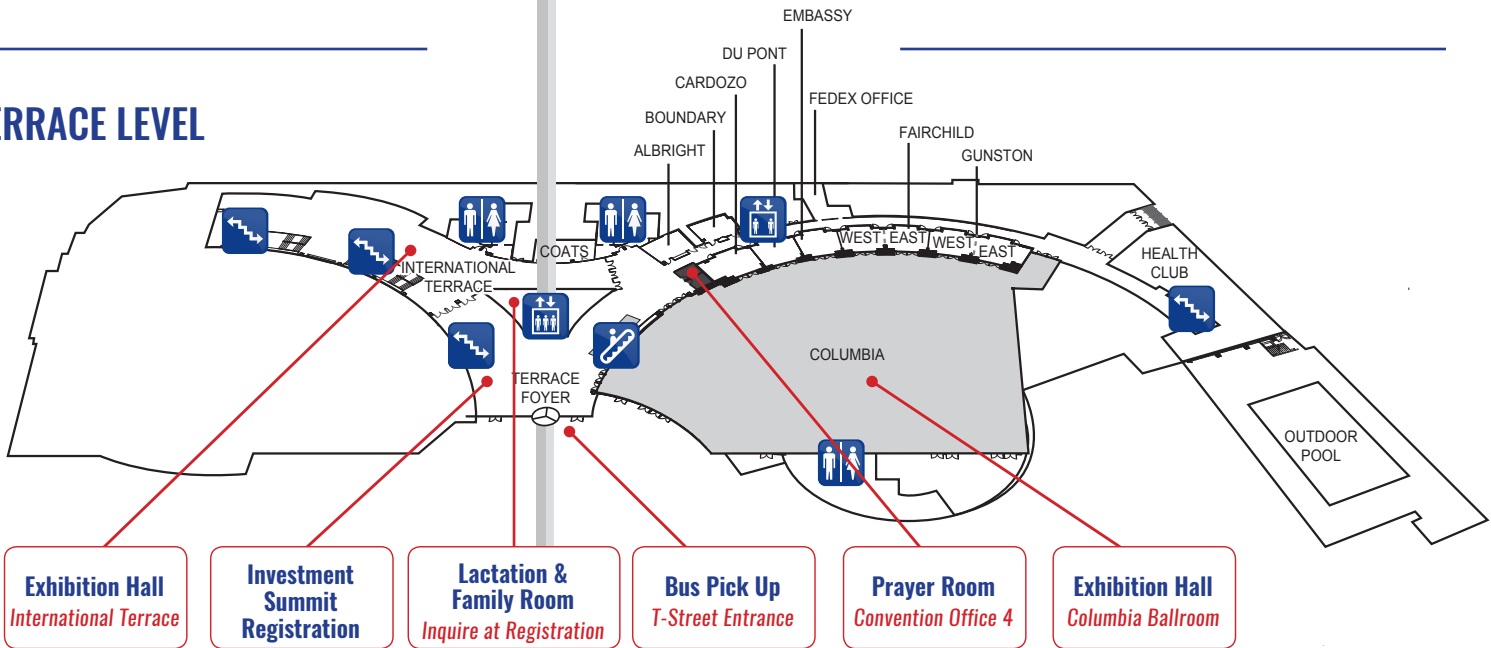 EMBASSY
DU PONT
CARDOZO
FEDEX OFFICE
BOUNDARY
FAIRCHILD
ALBRIGHT
GUNSTON
ERRACE LEVEL
COATS
WEST EAST WEST EAST
INTERNATIONAL
TERRACE
HEALTH
CLUB
COLUMBIA
TERRACE
FOYER
OUTDOOR
POOL
Exhibition Hall
International Terrace
Investment
Summit
Registration
Lactation &
Family Room
Inquire at Registration
Bus Pick Up
T-Street Entrance
Prayer Room
Convention Office 4
Exhibition Hall
Columbia Ballroom